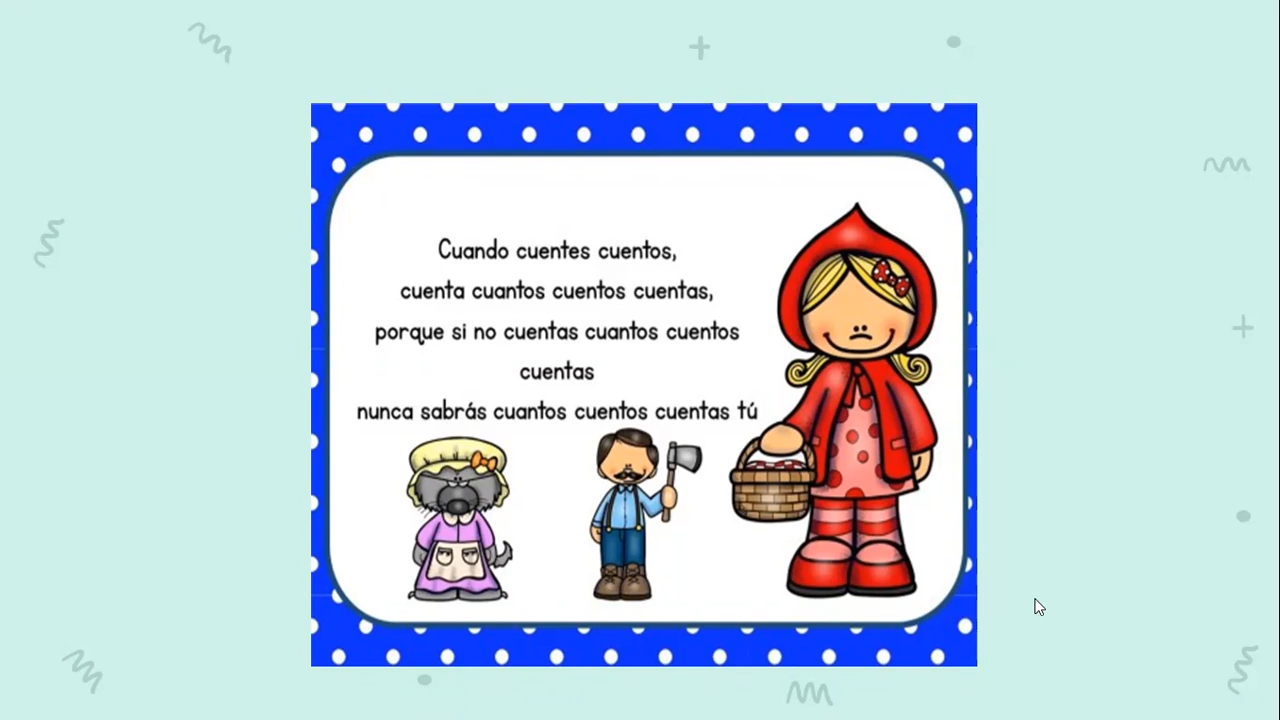 Cuando cuentes cuentos,
cuenta cuantos cuentos cuentas,
porque si no cuentas cuantos cuentos
cuentas
nunca sabrás cuantos cuentos cuentas tú